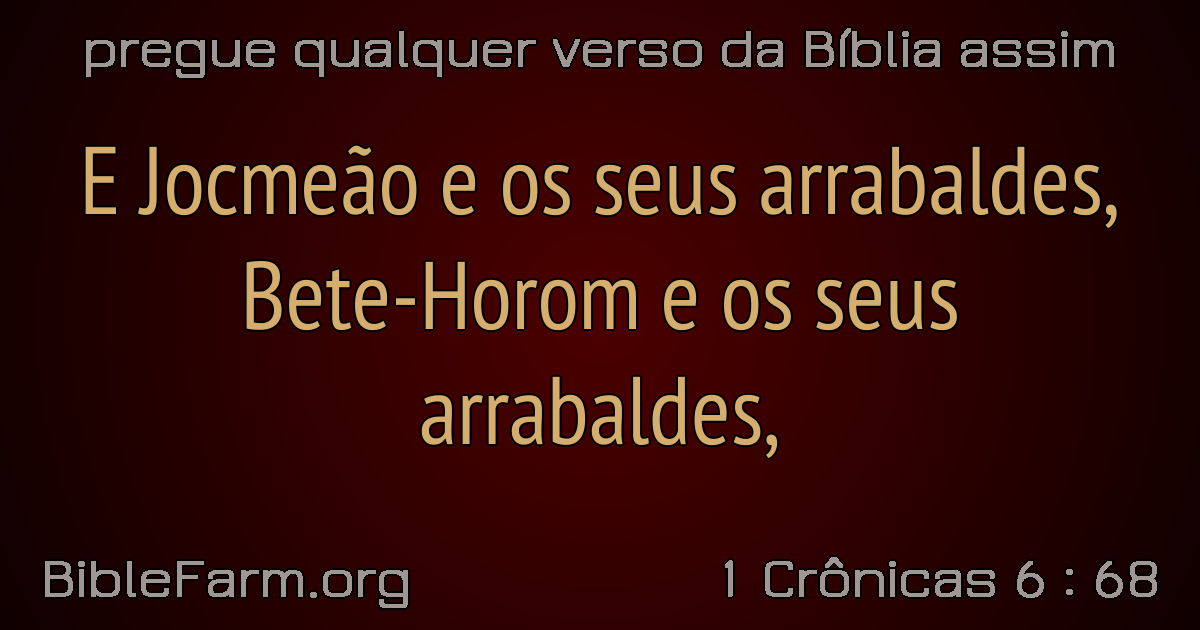 pregue qualquer verso da Bíblia assim
E Jocmeão e os seus arrabaldes,
Bete-Horom e os seus
arrabaldes,
BibleFarm.org
1 Crônicas 6 : 68